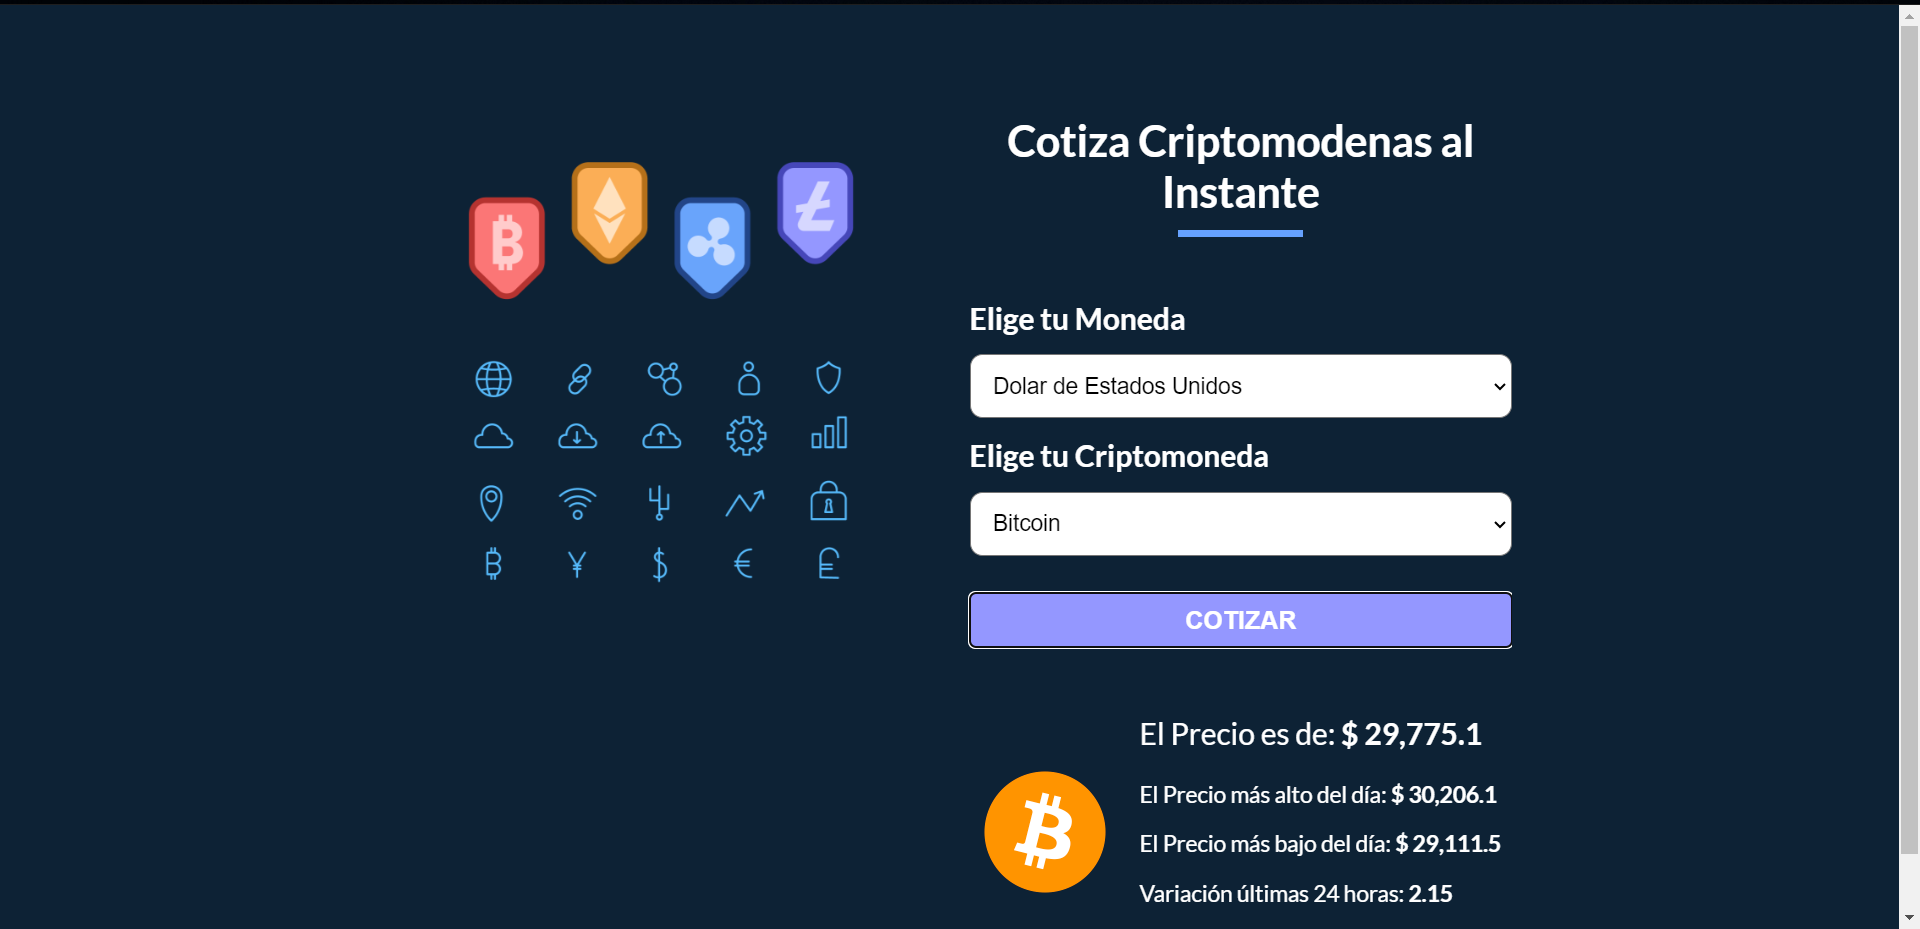 Cotiza Criptomodenas al
Instante
Elige tu Moneda
Dolar de Estados Unidos
Elige tu Criptomoneda
Bitcoin
COTIZAR
El Precio es de: $ 29,775.1
El Precio más alto del día: $ 30,206.1
El Precio más bajo del día: $ 29,111.5
Variación últimas 24 horas: 2.15